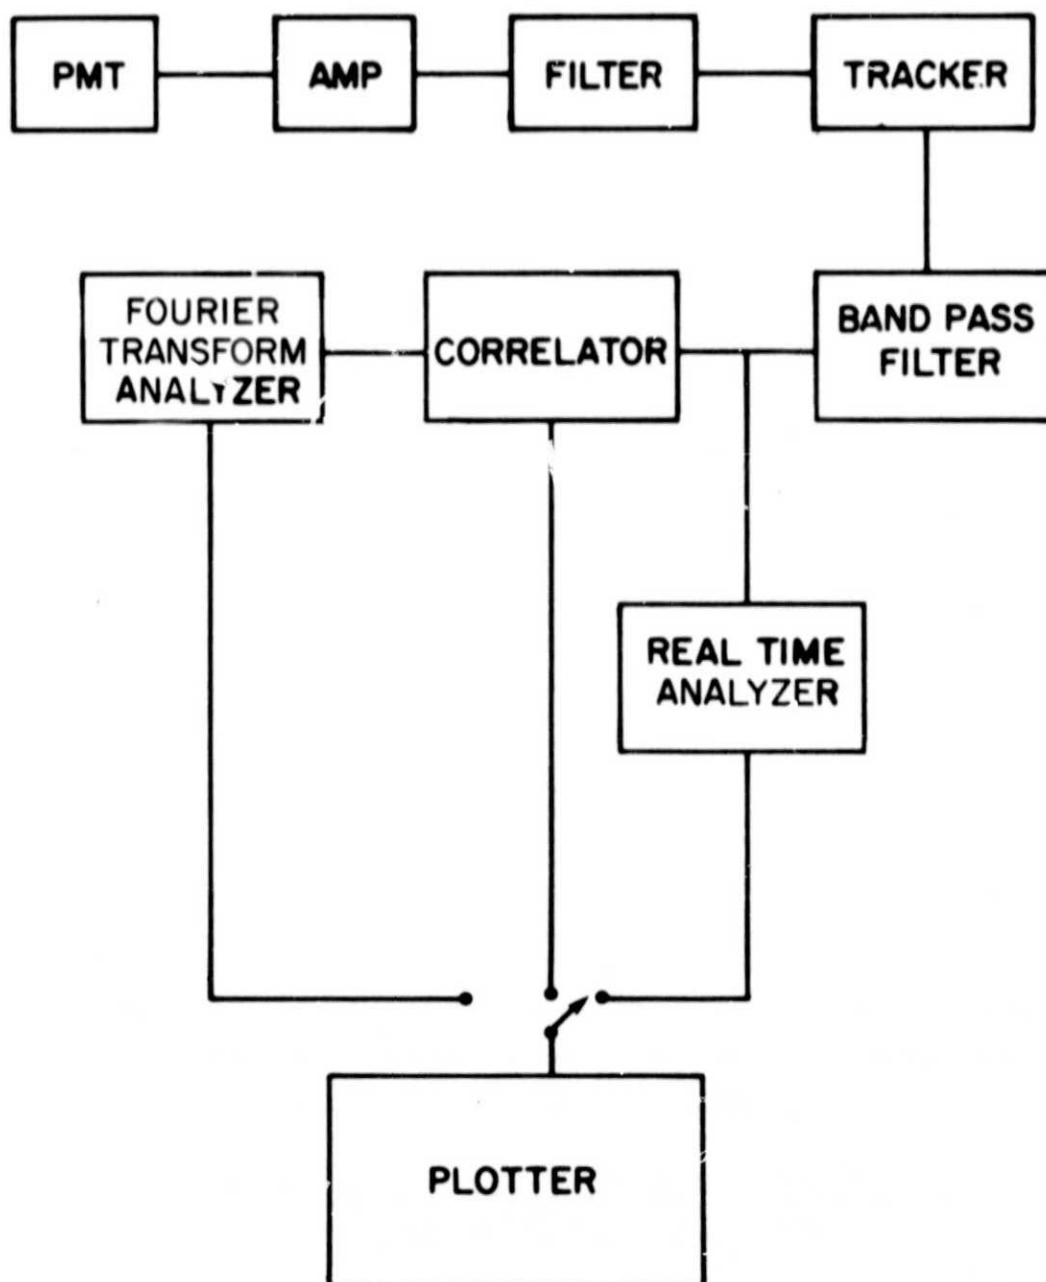 PMT
AMP
FILTER
TRACKER
FOURIER
TRANSFORM
ANALYZER
CORRELATOR
BAND PASS
FILTER
REAL TIME
ANALYZER
PLOTTER